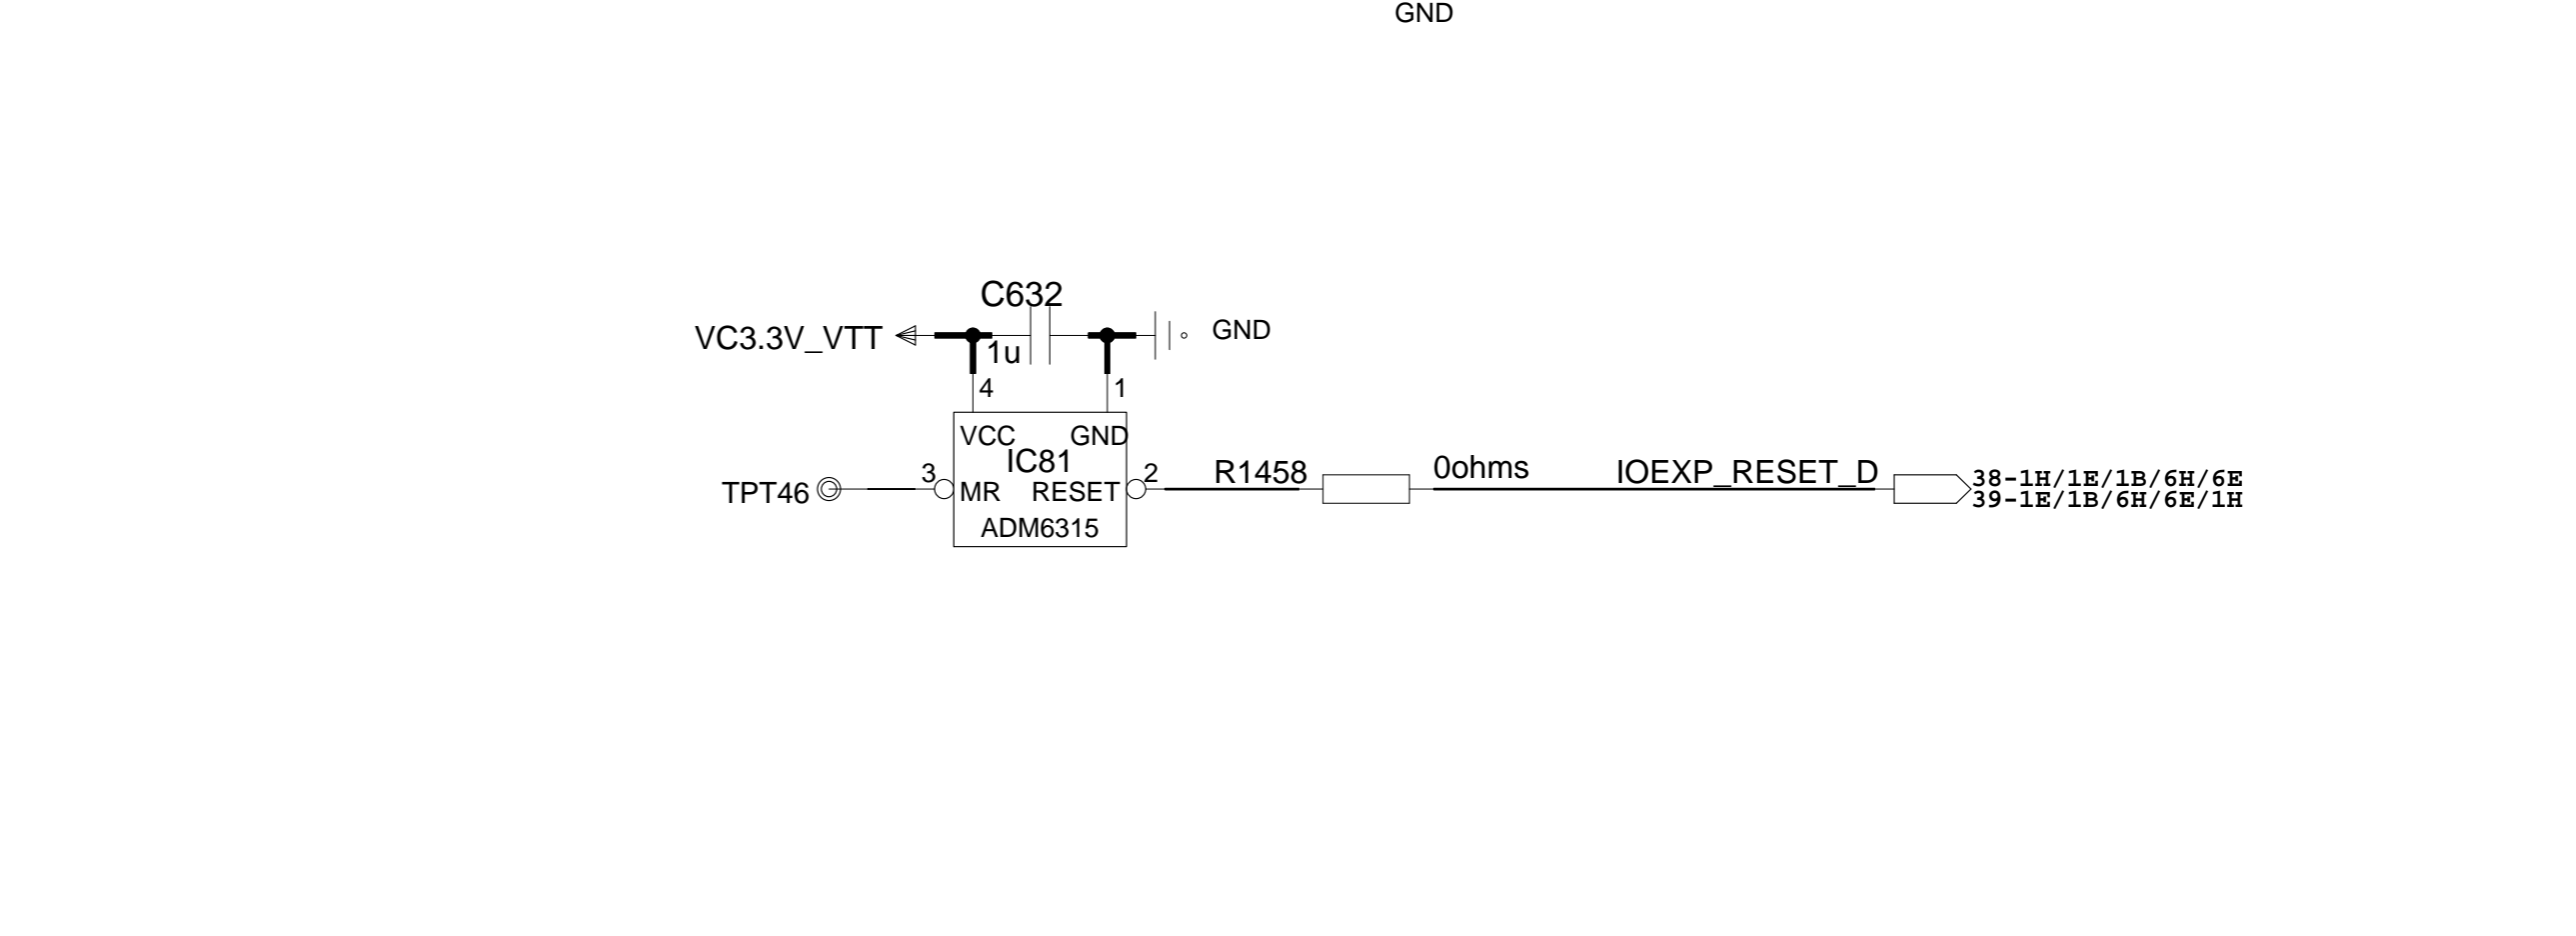 GND
C632
VC3.3V_VTT
GND
1u
4
1
VCC
GND
IC81
3
2
R1458
0ohms
IOEXP_RESET_D
38-1H/1E/1B/6H/6E
39-1E/1B/6H/6E/1H
TPT46
MR
RESET
ADM6315